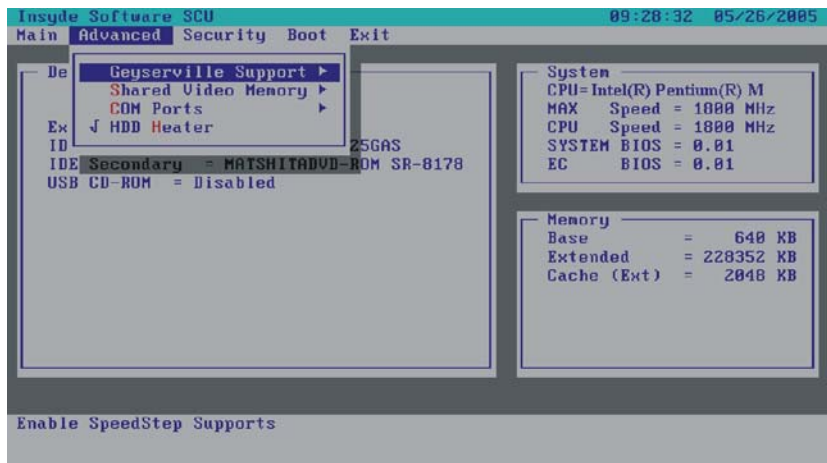 Insyde Software SCU 09:28:32 05/26/2005
Main Advanced Security Boot Exit
De
Geyserville Support ►
Shared Video Memory ►
COM Ports ►
Ex √ HDD Heater
ID 25GAS
IDE Secondary = MATSHITADVD-ROM SR-8178
USB CD-ROM = Disabled
System
CPU= Intel(R) Pentium(R) M
MAX Speed = 1800 MHz
CPU Speed = 1800 MHz
SYSTEM BIOS = 0.01
EC BIOS = 0.01
Memory
Base = 640 KB
Extended = 228352 KB
Cache (Ext) = 2048 KB
Enable SpeedStep Supports